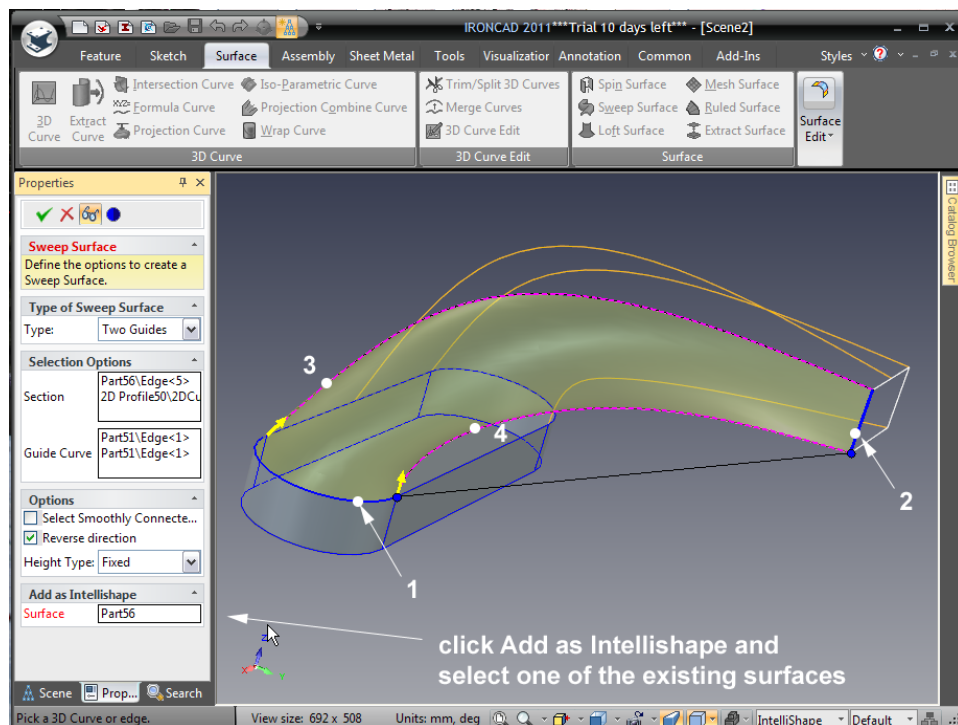 IRONCAD 2011***Trial 10 days left*** - [Scene2]
Feature Sketch Surface Assembly Sheet Metal Tools Visualization Annotation Common Add-Ins Styles
3D Curve
Extract Curve
Intersection Curve
Formula Curve
Projection Curve
Iso-Parametric Curve
Projection Combine Curve
Wrap Curve
3D Curve
Trim/Split 3D Curves
Merge Curves
3D Curve Edit
3D Curve Edit
Spin Surface
Sweep Surface
Loft Surface
Mesh Surface
Ruled Surface
Extract Surface
Surface
Surface
Edit
Properties
Sweep Surface
Define the options to create a
Sweep Surface.
Type of Sweep Surface
Type: Two Guides
Selection Options
Section
Part56\Edge<5>
2D Profile50\2DCu
Guide Curve
Part51\Edge<1>
Part51\Edge<1>
Options
Select Smoothly Connecte...
Reverse direction
Height Type: Fixed
Add as Intellishape
Surface Part56
Scene Prop... Search
Catalog Browser
3
4
2
1
click Add as Intellishape and
select one of the existing surfaces
Z
X
Pick a 3D Curve or edge. View size: 692 x 508 Units: mm, deg IntelliShape Default